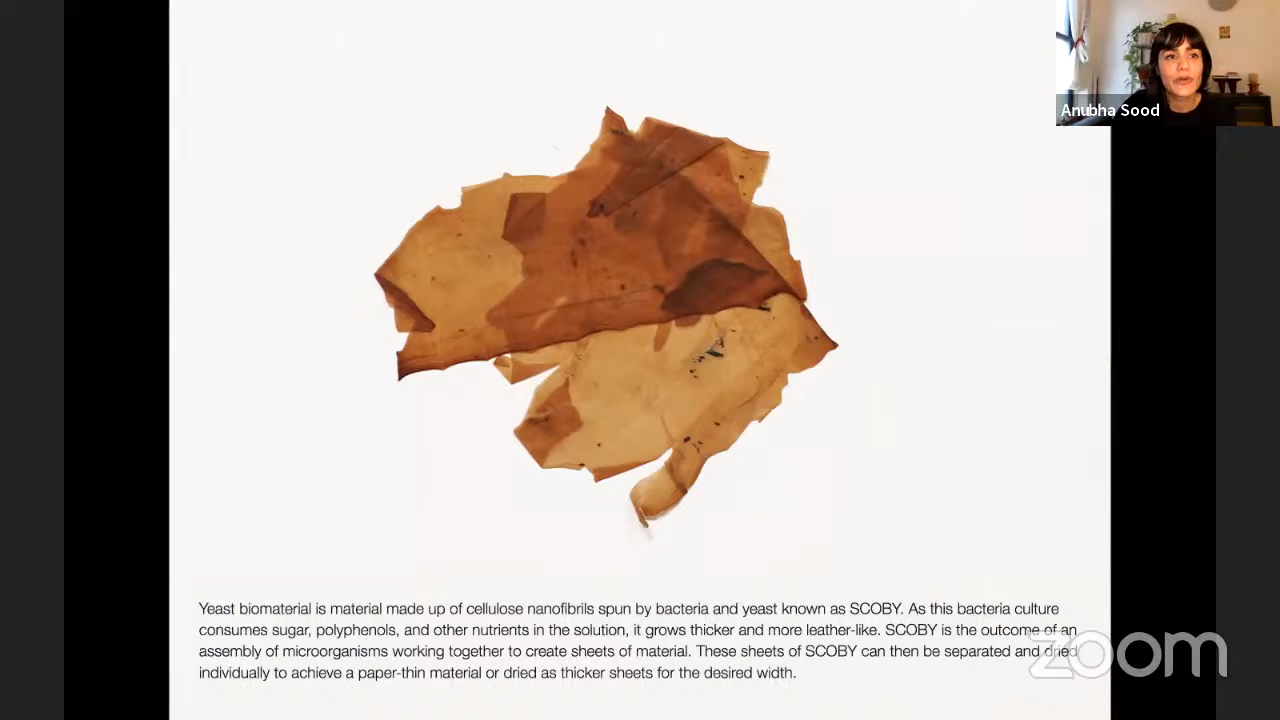 Anubha Sood
Yeast biomaterial is material made up of cellulose nanofibrils spun by bacteria and yeast known as SCOBY. As this bacteria culture
consumes sugar, polyphenols, and other nutrients in the solution, it grows thicker and more leather-like. SCOBY is the outcome of an
assembly of microorganisms working together to create sheets of material. These sheets of SCOBY can then be separated and dried
individually to achieve a paper-thin material or dried as thicker sheets for the desired width.
zoom